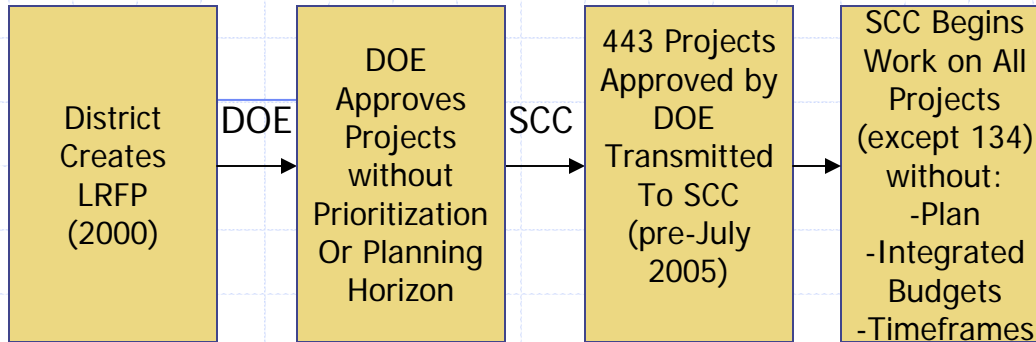 District
Creates
LRFP
(2000)
DOE
DOE
Approves
Projects
without
Prioritization
Or Planning
Horizon
SCC
443 Projects
Approved by
DOE
Transmitted
To SCC
(pre-July
2005)
SCC Begins
Work on All
Projects
(except 134)
without:
-Plan
-Integrated
Budgets
-Timeframes